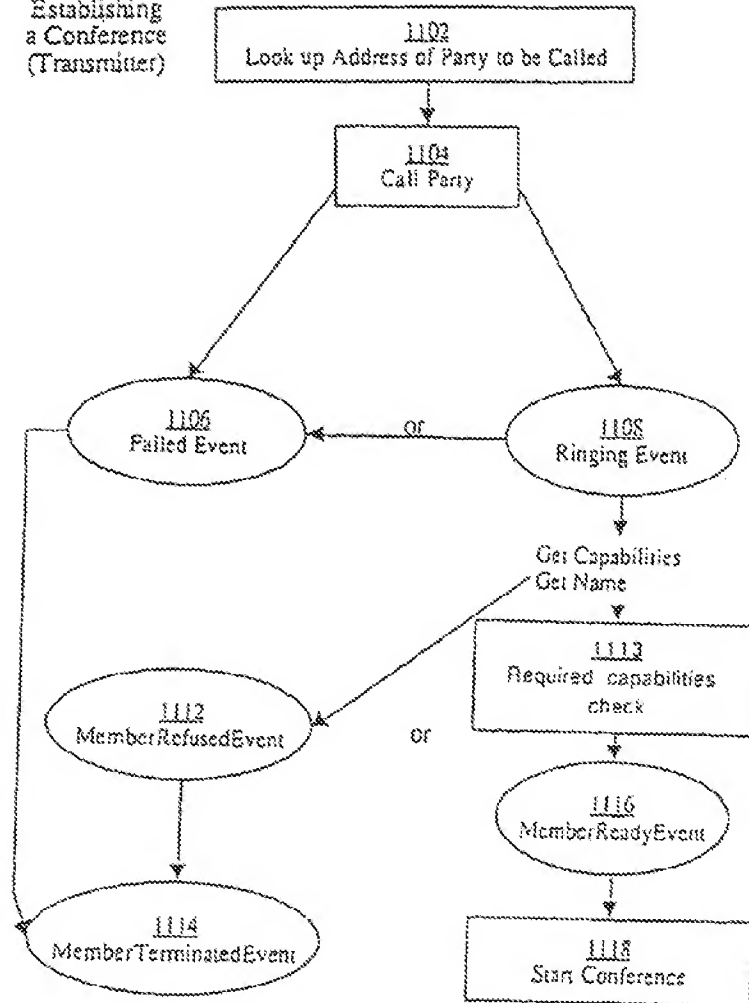 Establishing
a Conference
(Transmitter)
1102
Look up Address of Party to be Called
1104
Call Party
1106
Failed Event
or
1108
Ringing Event
Get Capabilities
Get Name
1113
Required capabilities
check
1112
MemberRefusedEvent
or
1116
MemberReadyEvent
1114
MemberTerminatedEvent
1118
Start Conference